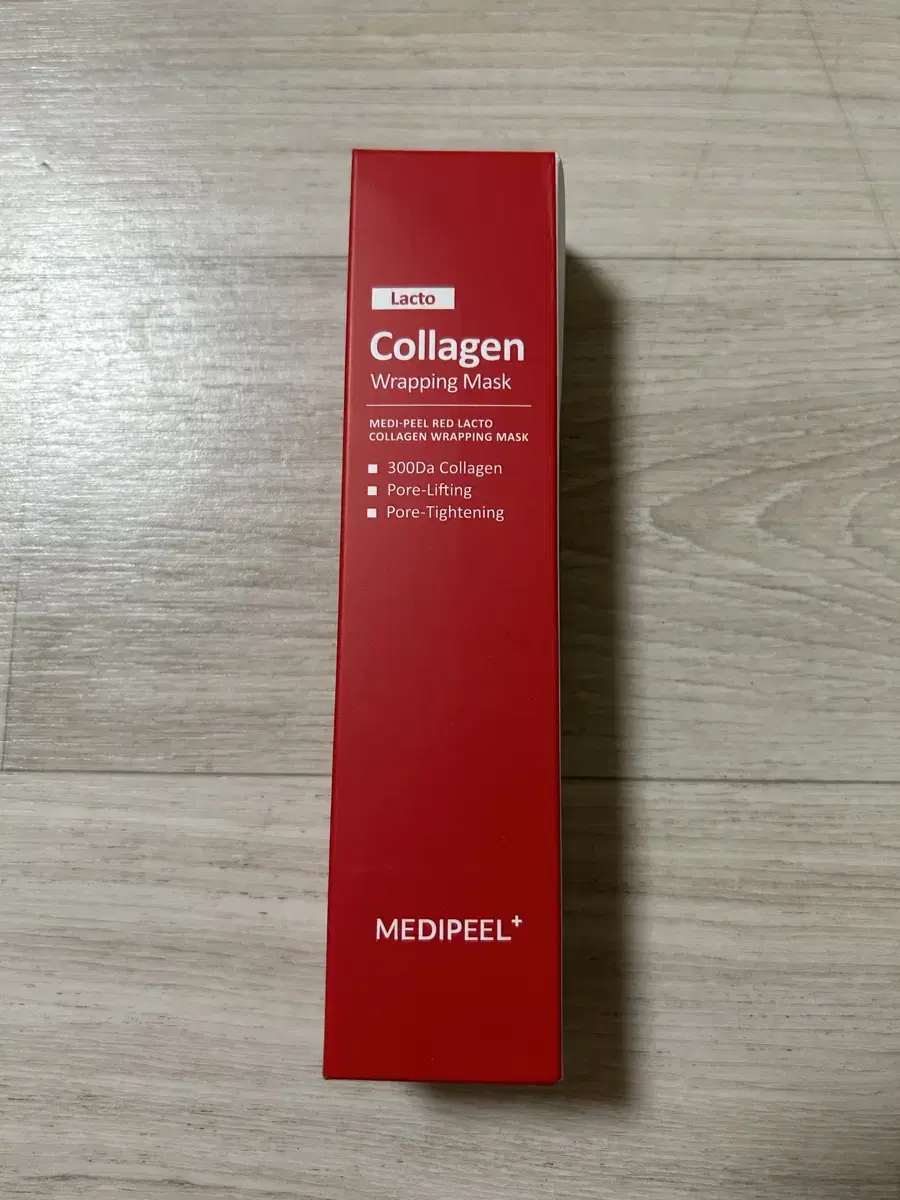 Lacto
Collagen
Wrapping Mask
MEDI-PEEL RED LACTO
COLLAGEN WRAPPING MASK
300Da Collagen
Pore-Lifting
Pore-Tightening
MEDIPEEL+